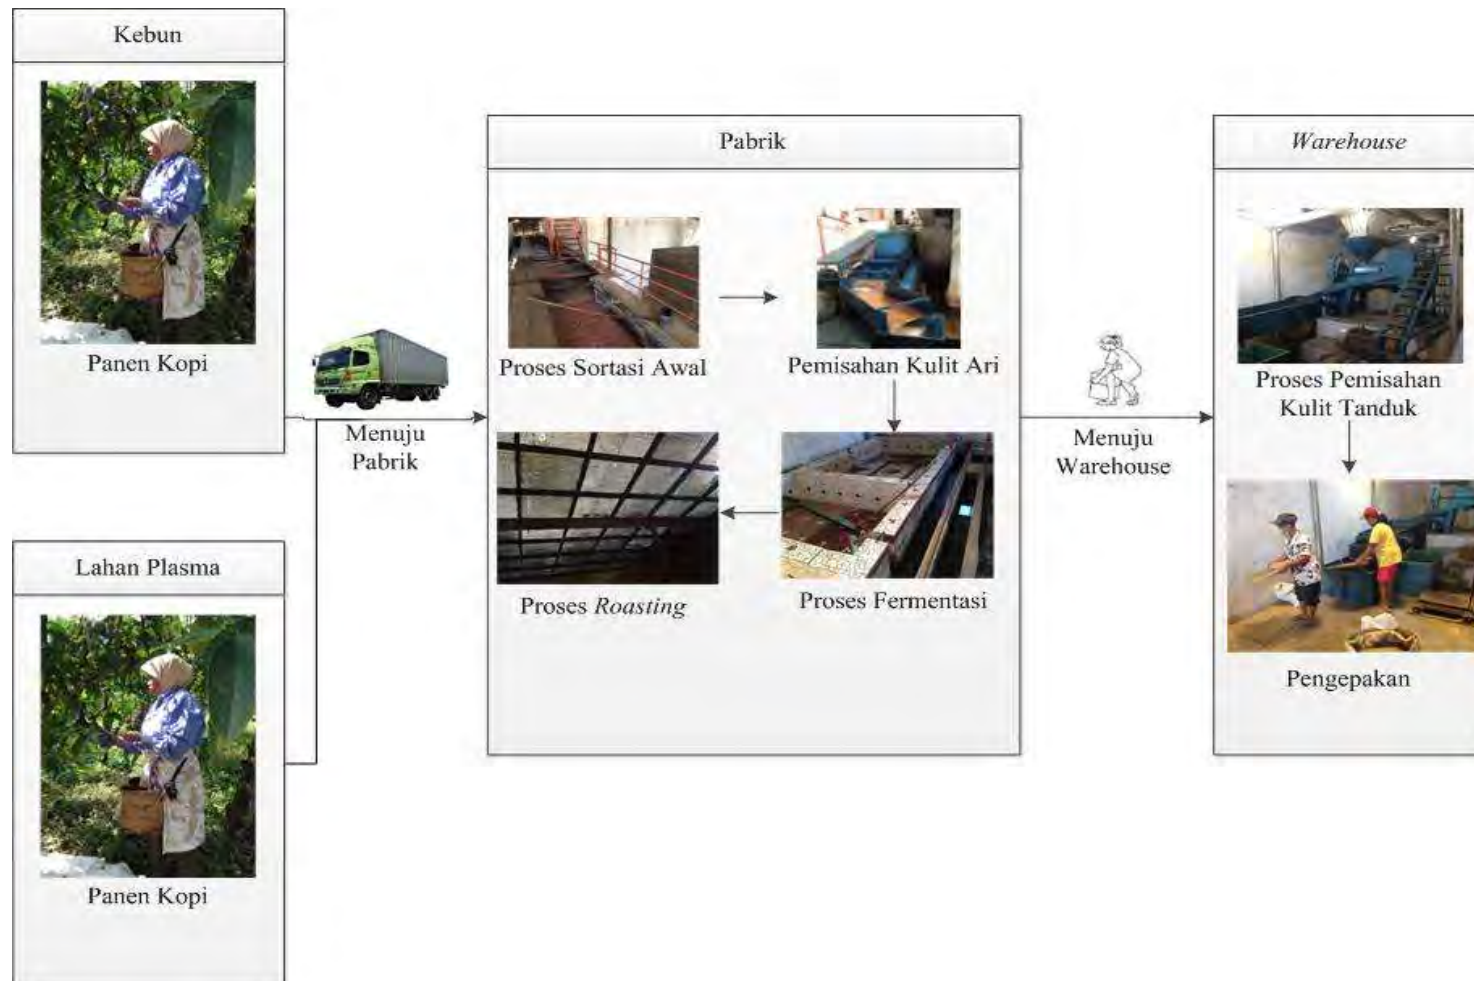 Kebun
Panen Kopi
Lahan Plasma
Panen Kopi
Menuju
Pabrik
Pabrik
Proses Sortasi Awal
Pemisahan Kulit Ari
Proses Roasting
Proses Fermentasi
Menuju
Warehouse
Warehouse
Proses Pemisahan
Kulit Tanduk
Pengepakan